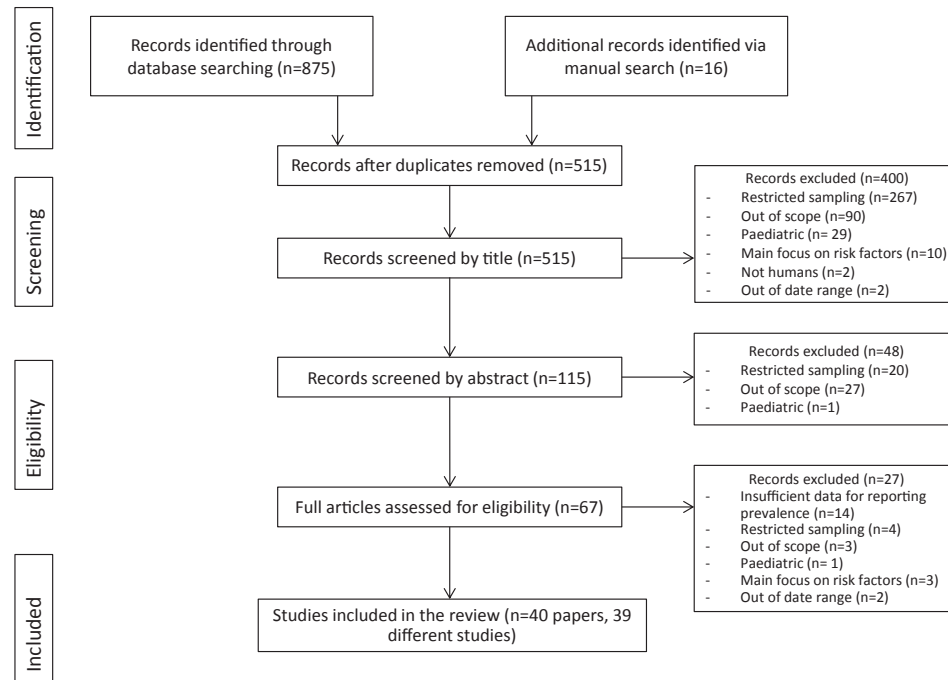 Identification
Records identified through
database searching (n=875)
Additional records identified via
manual search (n=16)
Records after duplicates removed (n=515)
Screening
Records screened by title (n=515)
Records excluded (n=400)
- Restricted sampling (n=267)
- Out of scope (n=90)
- Paediatric (n= 29)
- Main focus on risk factors (n=10)
- Not humans (n=2)
- Out of date range (n=2)
Eligibility
Records screened by abstract (n=115)
Records excluded (n=48)
- Restricted sampling (n=20)
- Out of scope (n=27)
- Paediatric (n=1)
Full articles assessed for eligibility (n=67)
Records excluded (n=27)
- Insufficient data for reporting
prevalence (n=14)
- Restricted sampling (n=4)
- Out of scope (n=3)
- Paediatric (n= 1)
- Main focus on risk factors (n=3)
- Out of date range (n=2)
Included
Studies included in the review (n=40 papers, 39
different studies)